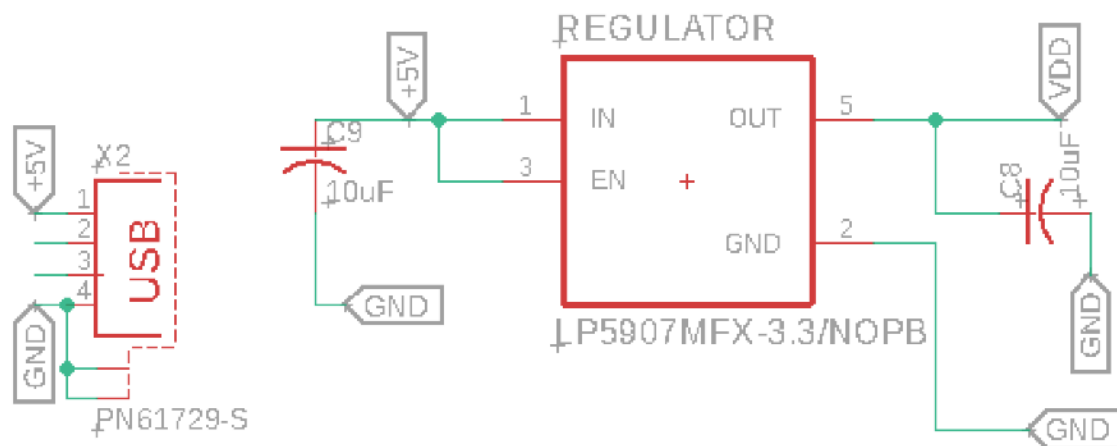 REGULATOR
+5V
VDD
1
IN
OUT
5
C9
10uF
3
EN
C8
10uF
X2
+5V
1
2
3
4
USB
GND
2
GND
GND
GND
LP5907MFX-3.3/NOPB
PN61729-S
GND